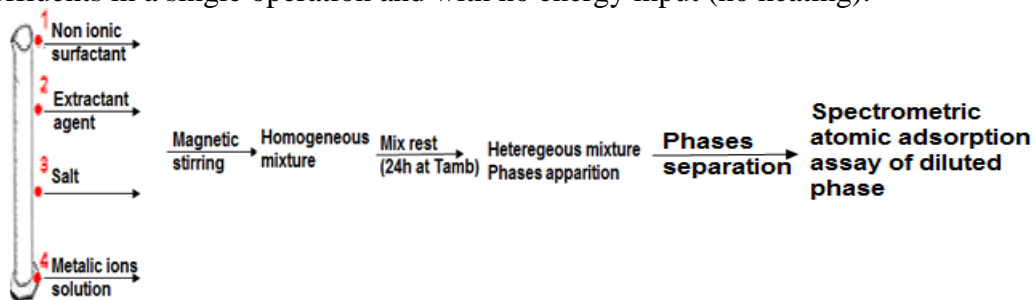 effluents in a single operation and with no energy input (no heating).
1
Non ionic
surfactant
2
Extractant
agent
3
Salt
4
Metalic ions
solution
Magnetic
stirring
Homogeneous
mixture
Mix rest
(24h at Tamb)
Heteregeous mixture
Phases apparition
Phases
separation
Spectrometric
atomic adsorption
assay of diluted
phase